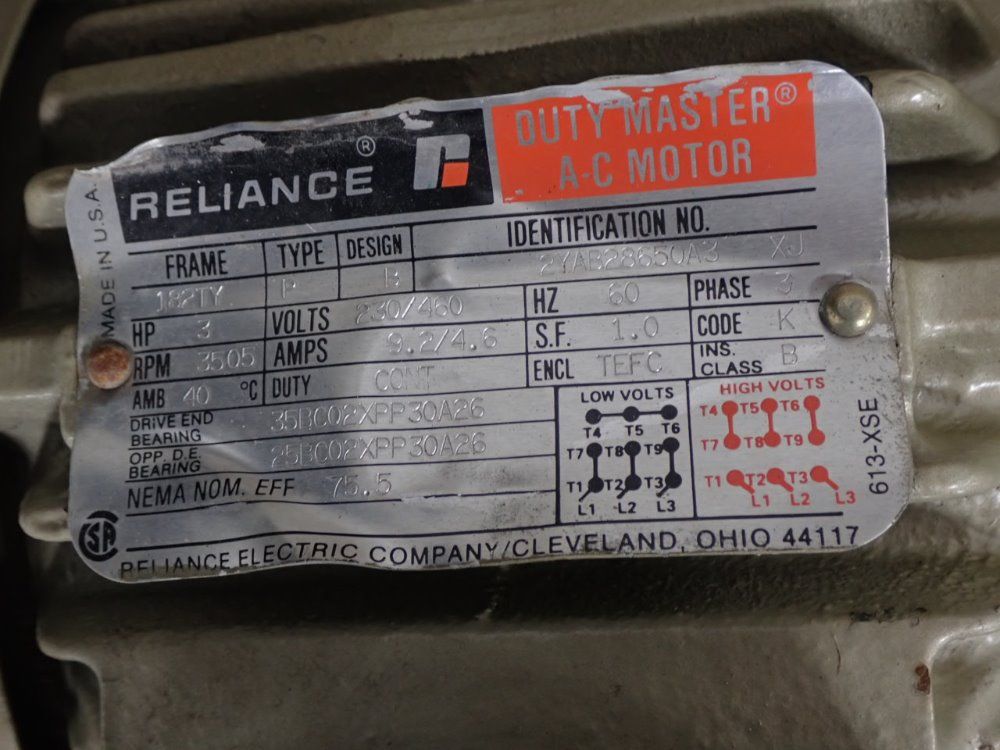 MADE IN U.S.A.
RELIANCE®
DUTY MASTER®
A-C MOTOR
FRAME TYPE DESIGN IDENTIFICATION NO.
182TY P B 2YAB28650A3 XJ
HP 3 VOLTS 230/460 HZ 60 PHASE 3
RPM 3505 AMPS 9.2/4.6 S.F. 1.0 CODE K
AMB 40 °C DUTY CONT ENCL TEFC INS. CLASS B
DRIVE END BEARING 35BC02XPP30A26
OPP. D.E. BEARING 25BC02XPP30A26
NEMA NOM. EFF 75.5
LOW VOLTS
T4 T5 T6
T7 T8 T9
T1 T2 T3
L1 L2 L3
HIGH VOLTS
T4 T5 T6
T7 T8 T9
T1 T2 T3
L1 L2 L3
613-XSE
SA
RELIANCE ELECTRIC COMPANY/CLEVELAND, OHIO 44117